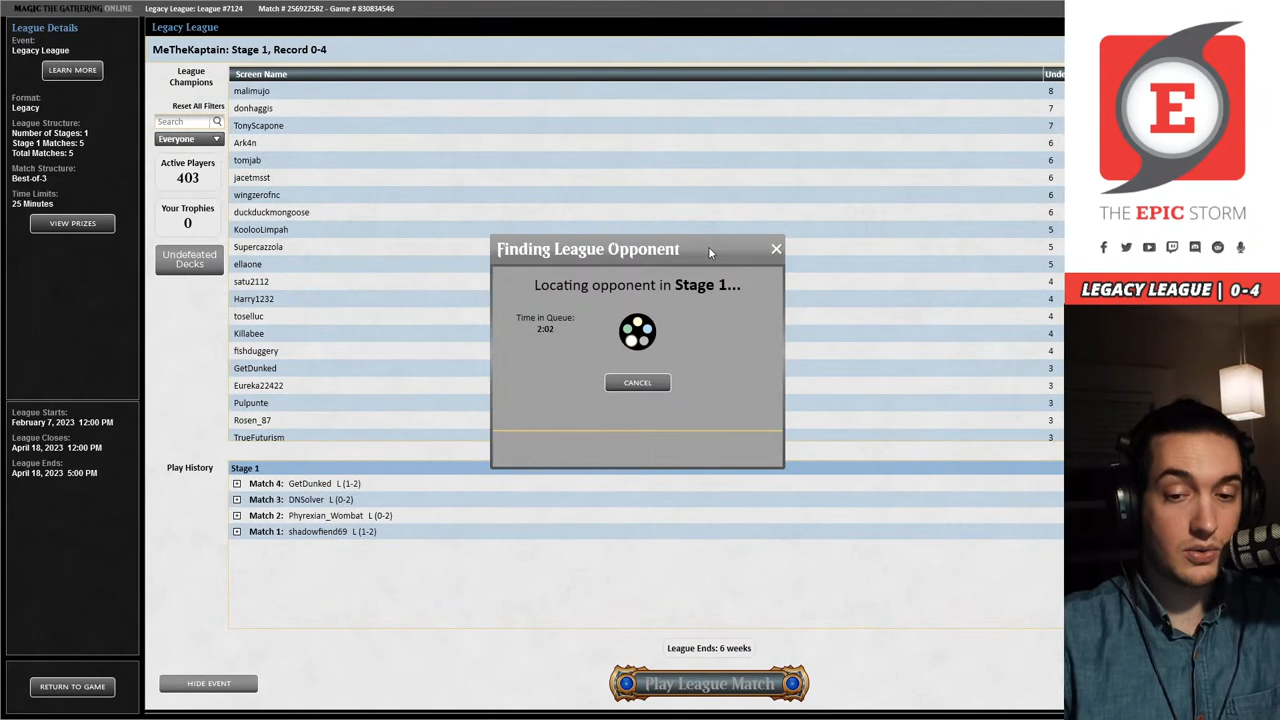 MAGIC THE GATHERING ONLINE
Legacy League: League #7124
Match # 256922582 - Game # 830834546
League Details
Event:
Legacy League
LEARN MORE
Format:
Legacy
League Structure:
Number of Stages: 1
Stage 1 Matches: 5
Total Matches: 5
Match Structure:
Best-of-3
Time Limits:
25 Minutes
VIEW PRIZES
League Starts:
February 7, 2023 12:00 PM
League Closes:
April 18, 2023 12:00 PM
League Ends:
April 18, 2023 5:00 PM
RETURN TO GAME
Legacy League
MeTheKaptain: Stage 1, Record 0-4
League
Champions
Reset All Filters
Search
Everyone
Active Players
403
Your Trophies
0
Undefeated
Decks
Screen Name Unde
malimujo 8
donhaggis 7
TonyScapone 7
Ark4n 6
tomjab 6
jacetmsst 6
wingzerofnc 6
duckduckmongoose 6
KoolooLimpah 5
Supercazzola 5
ellaone 5
satu2112 4
Harry1232 4
toselluc 4
Killabee 4
fishduggery 4
GetDunked 3
Eureka22422 3
Pulpunte 3
Rosen_87 3
TrueFuturism 3
Finding League Opponent
Locating opponent in Stage 1...
Time in Queue:
2:02
CANCEL
Play History
Stage 1
Match 4: GetDunked L (1-2)
Match 3: DNSolver L (0-2)
Match 2: Phyrexian_Wombat L (0-2)
Match 1: shadowfiend69 L (1-2)
League Ends: 6 weeks
HIDE EVENT
Play League Match
E
THE EPIC STORM
LEGACY LEAGUE | 0-4